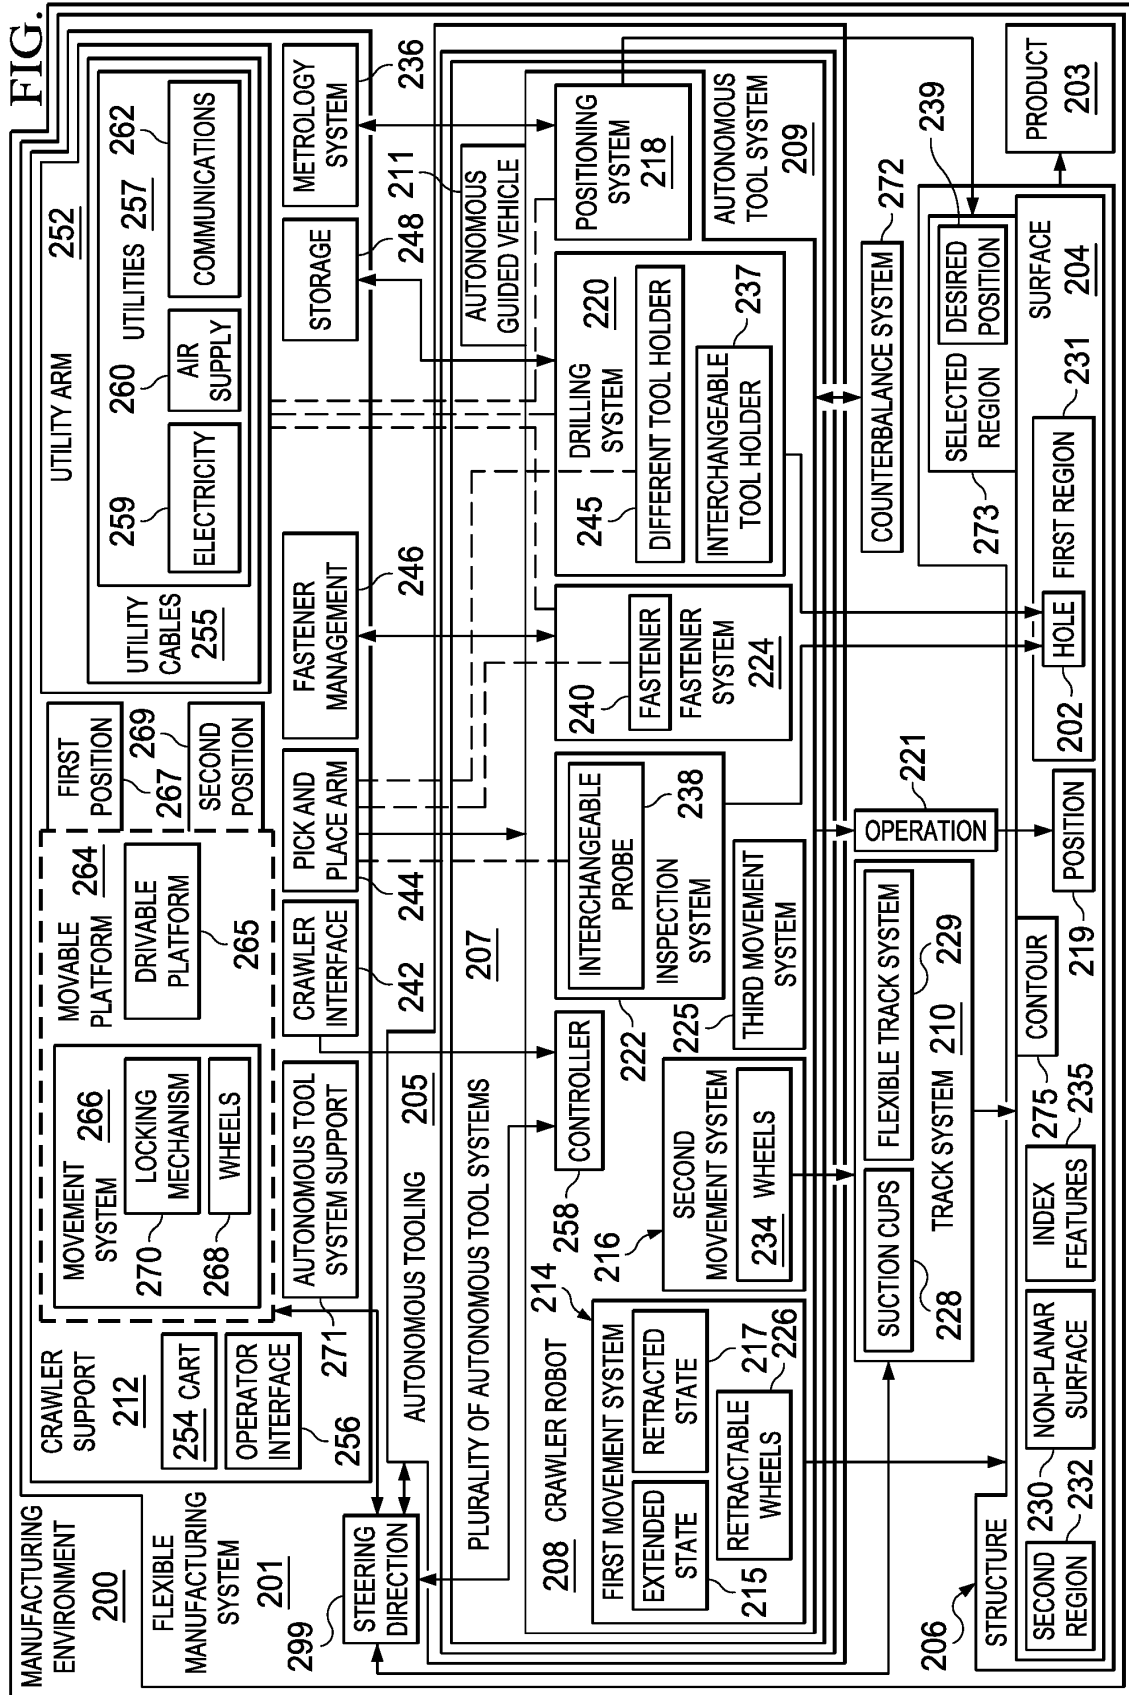 FIG.
MANUFACTURING
ENVIRONMENT
200
FLEXIBLE
MANUFACTURING
SYSTEM
201
CRAWLER
SUPPORT
212
254 CART
OPERATOR
INTERFACE
256
MOVEMENT
SYSTEM
266
LOCKING
MECHANISM
270
WHEELS
268
MOVABLE
PLATFORM
264
DRIVABLE
PLATFORM
265
FIRST
POSITION
267
269
SECOND
POSITION
UTILITY ARM
252
UTILITY
CABLES
255
UTILITIES
257
259
ELECTRICITY
260
AIR
SUPPLY
262
COMMUNICATIONS
AUTONOMOUS TOOL
SYSTEM SUPPORT
271
CRAWLER
INTERFACE
242
PICK AND
PLACE ARM
244
FASTENER
MANAGEMENT
246
STORAGE
248
METROLOGY
SYSTEM
236
299
STEERING
DIRECTION
AUTONOMOUS TOOLING
205
PLURALITY OF AUTONOMOUS TOOL SYSTEMS
207
211
AUTONOMOUS
GUIDED VEHICLE
208
CRAWLER ROBOT
214
FIRST MOVEMENT SYSTEM
EXTENDED
STATE
215
RETRACTED
STATE
217
RETRACTABLE
WHEELS
226
258
CONTROLLER
216
SECOND
MOVEMENT SYSTEM
234
WHEELS
222
INTERCHANGEABLE
PROBE
238
INSPECTION
SYSTEM
225
THIRD MOVEMENT
SYSTEM
240
FASTENER
FASTENER
SYSTEM
224
DRILLING
SYSTEM
220
245
DIFFERENT TOOL HOLDER
INTERCHANGEABLE
TOOL HOLDER
237
POSITIONING
SYSTEM
218
AUTONOMOUS
TOOL SYSTEM
209
SUCTION CUPS
228
FLEXIBLE TRACK SYSTEM
229
TRACK SYSTEM 210
OPERATION
221
COUNTERBALANCE SYSTEM
272
206
STRUCTURE
SECOND
REGION
232
230
NON-PLANAR
SURFACE
INDEX
FEATURES
235
275
CONTOUR
219
POSITION
202
HOLE
FIRST REGION
231
273
SELECTED
REGION
DESIRED
POSITION
239
SURFACE
204
PRODUCT
203